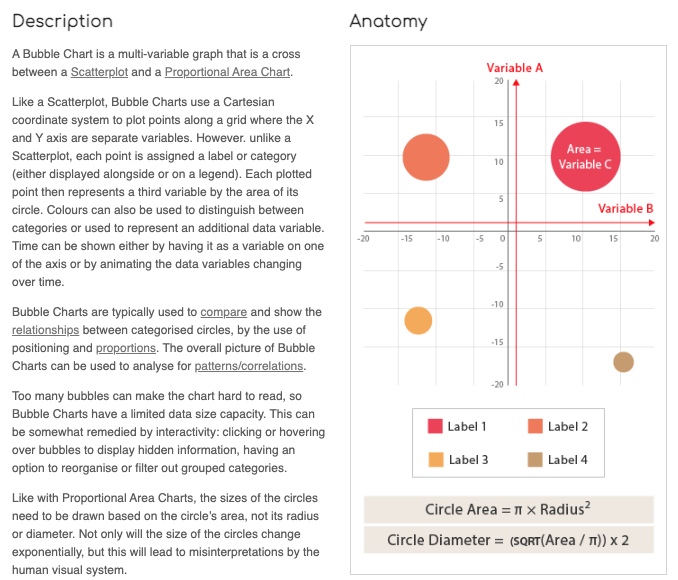 Description
A Bubble Chart is a multi-variable graph that is a cross
between a Scatterplot and a Proportional Area Chart.
Like a Scatterplot, Bubble Charts use a Cartesian
coordinate system to plot points along a grid where the X
and Y axis are separate variables. However. unlike a
Scatterplot, each point is assigned a label or category
(either displayed alongside or on a legend). Each plotted
point then represents a third variable by the area of its
circle. Colours can also be used to distinguish between
categories or used to represent an additional data variable.
Time can be shown either by having it as a variable on one
of the axis or by animating the data variables changing
over time.
Bubble Charts are typically used to compare and show the
relationships between categorised circles, by the use of
positioning and proportions. The overall picture of Bubble
Charts can be used to analyse for patterns/correlations.
Too many bubbles can make the chart hard to read, so
Bubble Charts have a limited data size capacity. This can
be somewhat remedied by interactivity: clicking or hovering
over bubbles to display hidden information, having an
option to reorganise or filter out grouped categories.
Like with Proportional Area Charts, the sizes of the circles
need to be drawn based on the circle's area, not its radius
or diameter. Not only will the size of the circles change
exponentially, but this will lead to misinterpretations by the
human visual system.
Anatomy
Variable A
20
15
Area =
Variable C
10
5
Variable B
-20 -15 -10 -5 0 5 10 15 20
-5
-10
-15
-20
Label 1 Label 2
Label 3 Label 4
Circle Area = π × Radius²
Circle Diameter = (SQRT(Area / π)) x 2